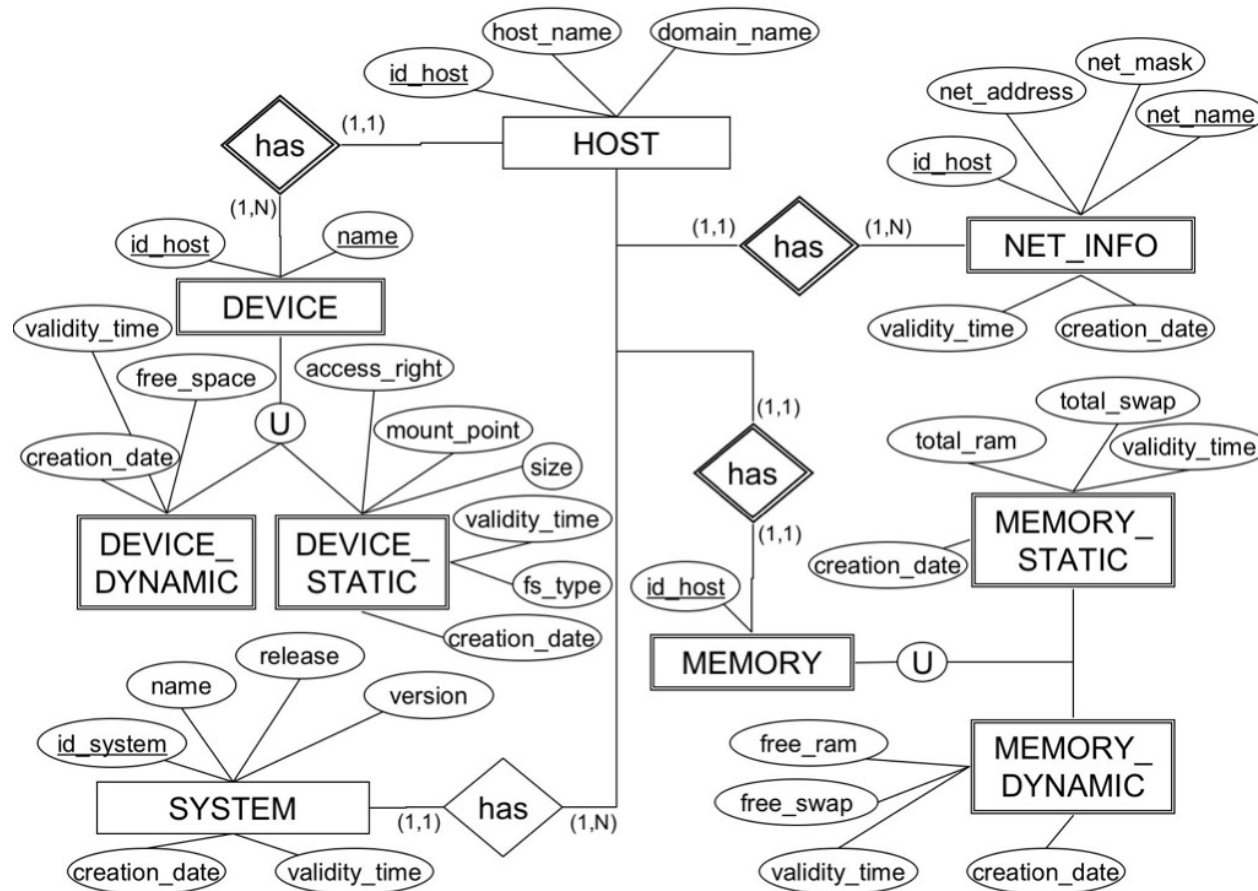 host_name
domain_name
id_host
net_mask
net_address
net_name
has
(1,1)
HOST
id_host
(1,N)
id_host
name
(1,1)
has
(1,N)
NET_INFO
DEVICE
validity_time
validity_time
creation_date
free_space
access_right
U
mount_point
creation_date
size
(1,1)
total_swap
total_ram
validity_time
has
DEVICE_
DYNAMIC
DEVICE_
STATIC
validity_time
fs_type
creation_date
(1,1)
MEMORY_
STATIC
creation_date
id_host
MEMORY
U
release
name
version
id_system
SYSTEM
(1,1)
has
(1,N)
creation_date
validity_time
free_ram
free_swap
MEMORY_
DYNAMIC
validity_time
creation_date